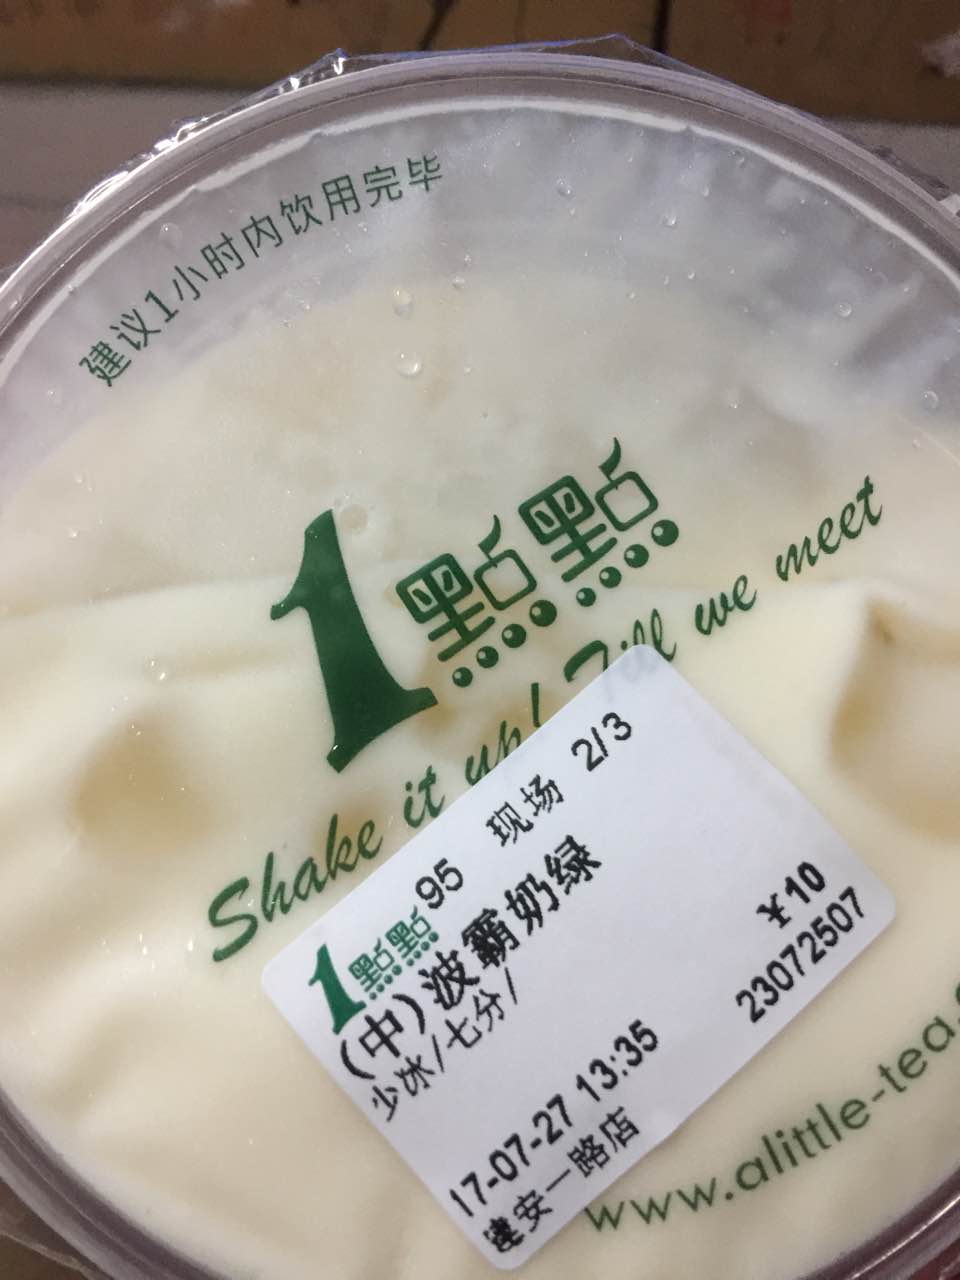 建议1小时内饮用完毕
1點點
Shake it up! Till we meet
1點點 95 现场 2/3
(中)波霸奶绿
少冰/七分/
¥10
17-07-27 13:35 23072507
建安一路店
www.alittle-tea.